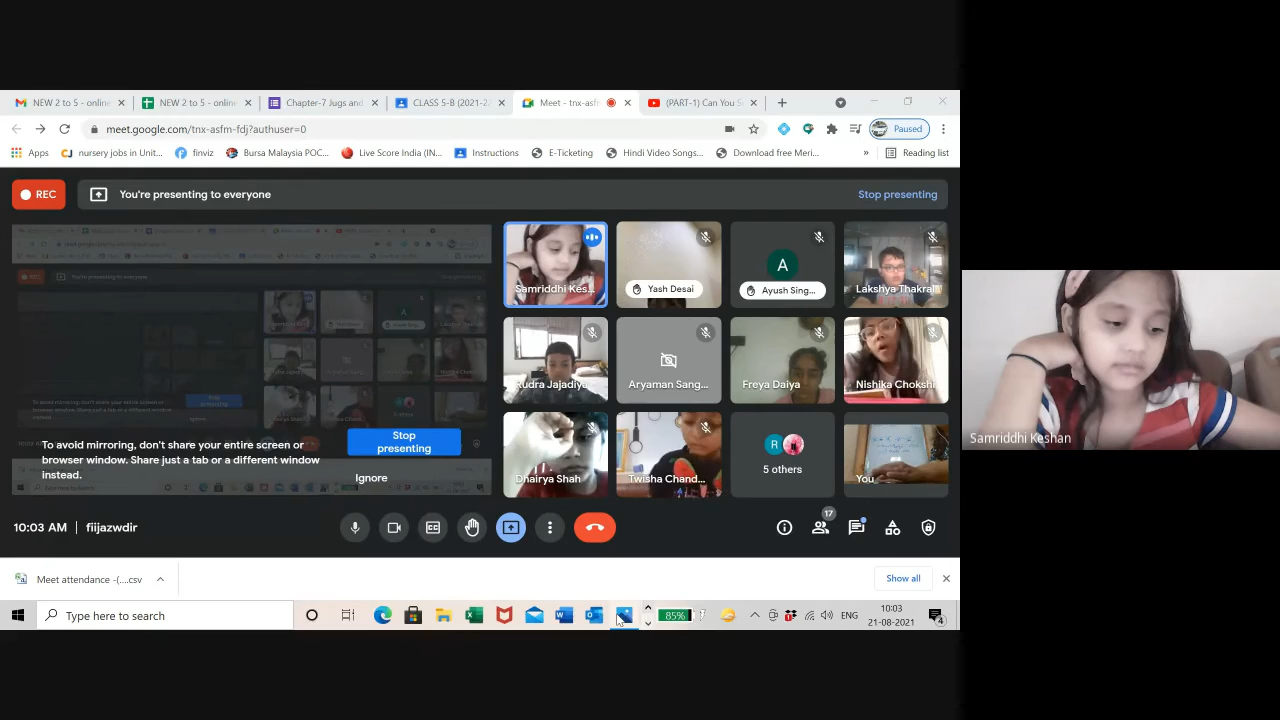 NEW 2 to 5 - online
NEW 2 to 5 - online
Chapter-7 Jugs and
CLASS 5-B (2021-2
Meet - tnx-asfm
(PART-1) Can You S
meet.google.com/tnx-asfm-fdj?authuser=0
Paused
Apps
nursery jobs in Unit...
finviz
Bursa Malaysia POC...
Live Score India (IN...
Instructions
E-Ticketing
Hindi Video Songs...
Download free Meri...
»
Reading list
REC
You're presenting to everyone
Stop presenting
Samriddhi Kes...
Yash Desai
A
Ayush Sing...
Lakshya Thakral
Rudra Jajadiya
Aryaman Sang...
Freya Daiya
Nishika Chokshi
Samriddhi Keshan
To avoid mirroring, don't share your entire screen or
browser window. Share just a tab or a different window
instead.
Stop
presenting
Ignore
Dhairya Shah
Twisha Chand...
R
5 others
You
10:03 AM | fiijazwdir
CC
17
Meet attendance -(....csv
Show all
Type here to search
85%
ENG
10:03
21-08-2021
4